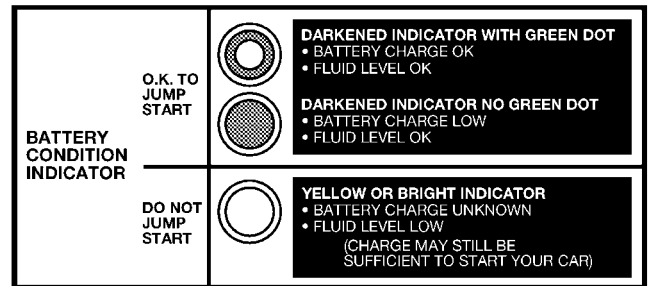 BATTERY
CONDITION
INDICATOR
O.K. TO
JUMP
START
DARKENED INDICATOR WITH GREEN DOT
• BATTERY CHARGE OK
• FLUID LEVEL OK
DARKENED INDICATOR NO GREEN DOT
• BATTERY CHARGE LOW
• FLUID LEVEL OK
DO NOT
JUMP
START
YELLOW OR BRIGHT INDICATOR
• BATTERY CHARGE UNKNOWN
• FLUID LEVEL LOW
(CHARGE MAY STILL BE
SUFFICIENT TO START YOUR CAR)